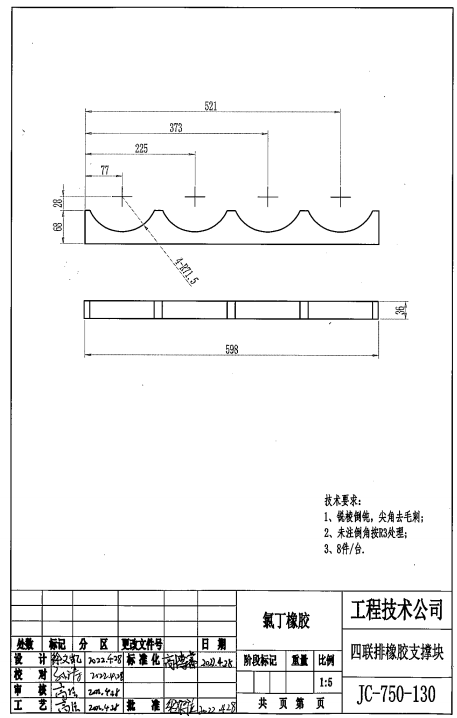 521
373
225
77
28
68
4-R71.5
36
598
技术要求:
1、锐棱倒钝,尖角去毛刺;
2、未注倒角按R3处理;
3、8件/台.
氯丁橡胶
工程技术公司
处数 标记 分 区 更改文件号 日 期
设 计 2022.4.28 标 准 化 2022.4.28
阶段标记 重量 比例
四联排橡胶支撑块
校 对 2022.4.28
1:5
审 核 2022.4.28
JC-750-130
工 艺 2022.4.28 批 准 2022.4.28
共 页 第 页